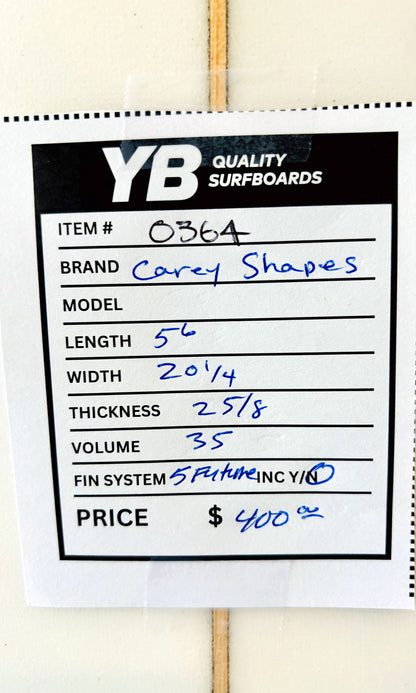 YB QUALITY
SURFBOARDS
ITEM # 0364
BRAND Carey Shapes
MODEL
LENGTH 5 6
WIDTH 20 1/4
THICKNESS 2 5/8
VOLUME 35
FIN SYSTEM 5 Future INC Y/N
PRICE $ 400 00